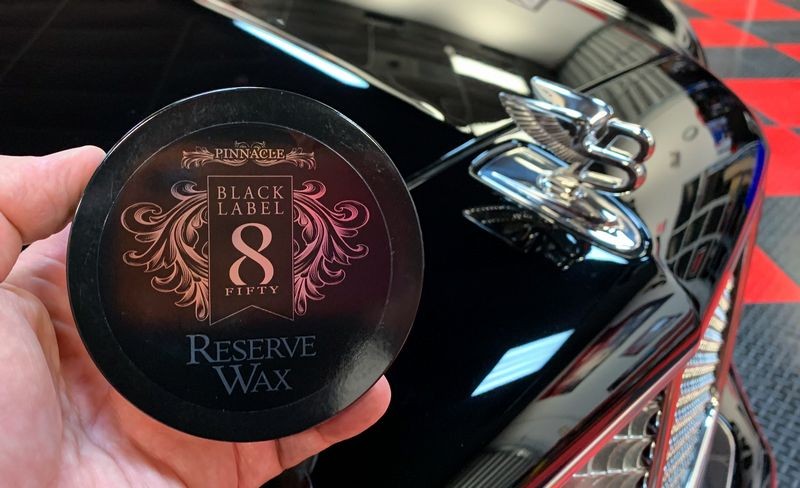 PINNACLE
BLACK
LABEL
8
FIFTY
RESERVE
WAX
B